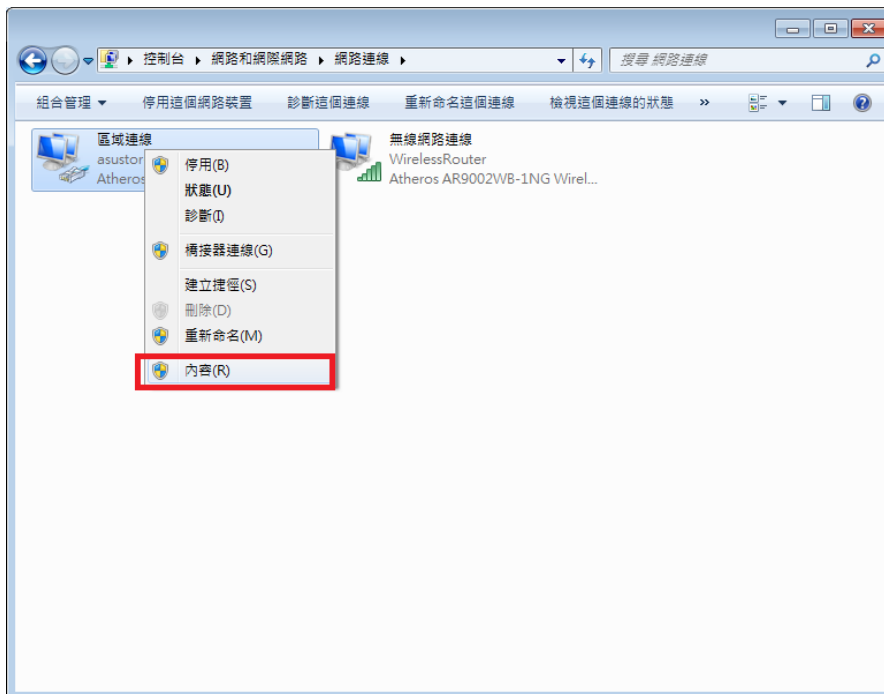 控制台 ▸ 網路和網際網路 ▸ 網路連線 ▸
搜尋 網路連線
組合管理 ▼ 停用這個網路裝置 診斷這個連線 重新命名這個連線 檢視這個連線的狀態 »
區域連線
asustor
Atheros
無線網路連線
WirelessRouter
Atheros AR9002WB-1NG Wirel...
停用(B)
狀態(U)
診斷(I)
橋接器連線(G)
建立捷徑(S)
刪除(D)
重新命名(M)
內容(R)